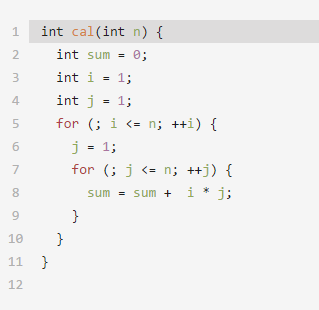 1 int cal(int n) {
2   int sum = 0;
3   int i = 1;
4   int j = 1;
5   for (; i <= n; ++i) {
6     j = 1;
7     for (; j <= n; ++j) {
8       sum = sum +  i * j;
9     }
10   }
11 }
12